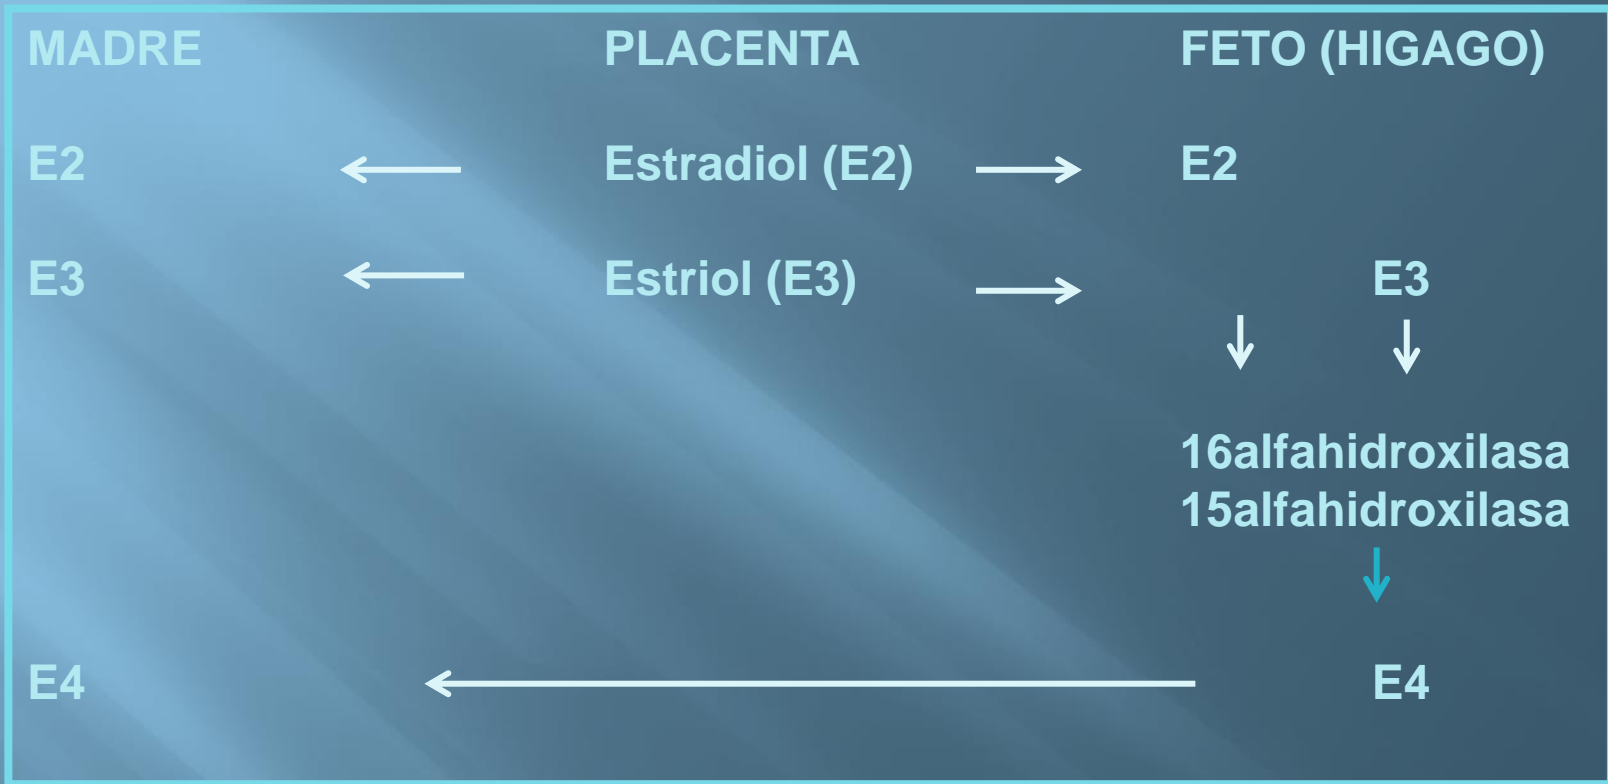 MADRE PLACENTA FETO (HIGAGO)
E2 Estradiol (E2) E2
E3 Estriol (E3) E3
16alfahidroxilasa
15alfahidroxilasa
E4 E4